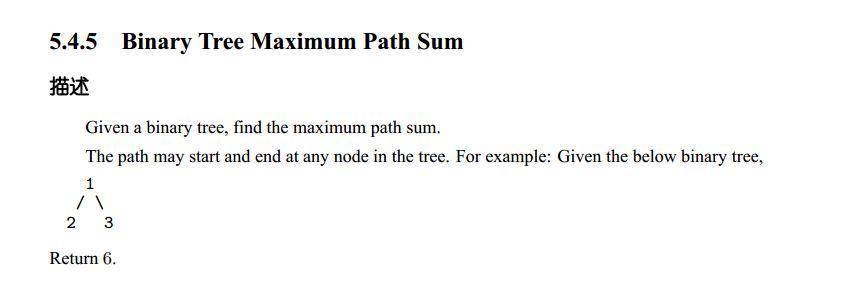 5.4.5 Binary Tree Maximum Path Sum
描述
Given a binary tree, find the maximum path sum.
The path may start and end at any node in the tree. For example: Given the below binary tree,
1
/ \
2 3
Return 6.